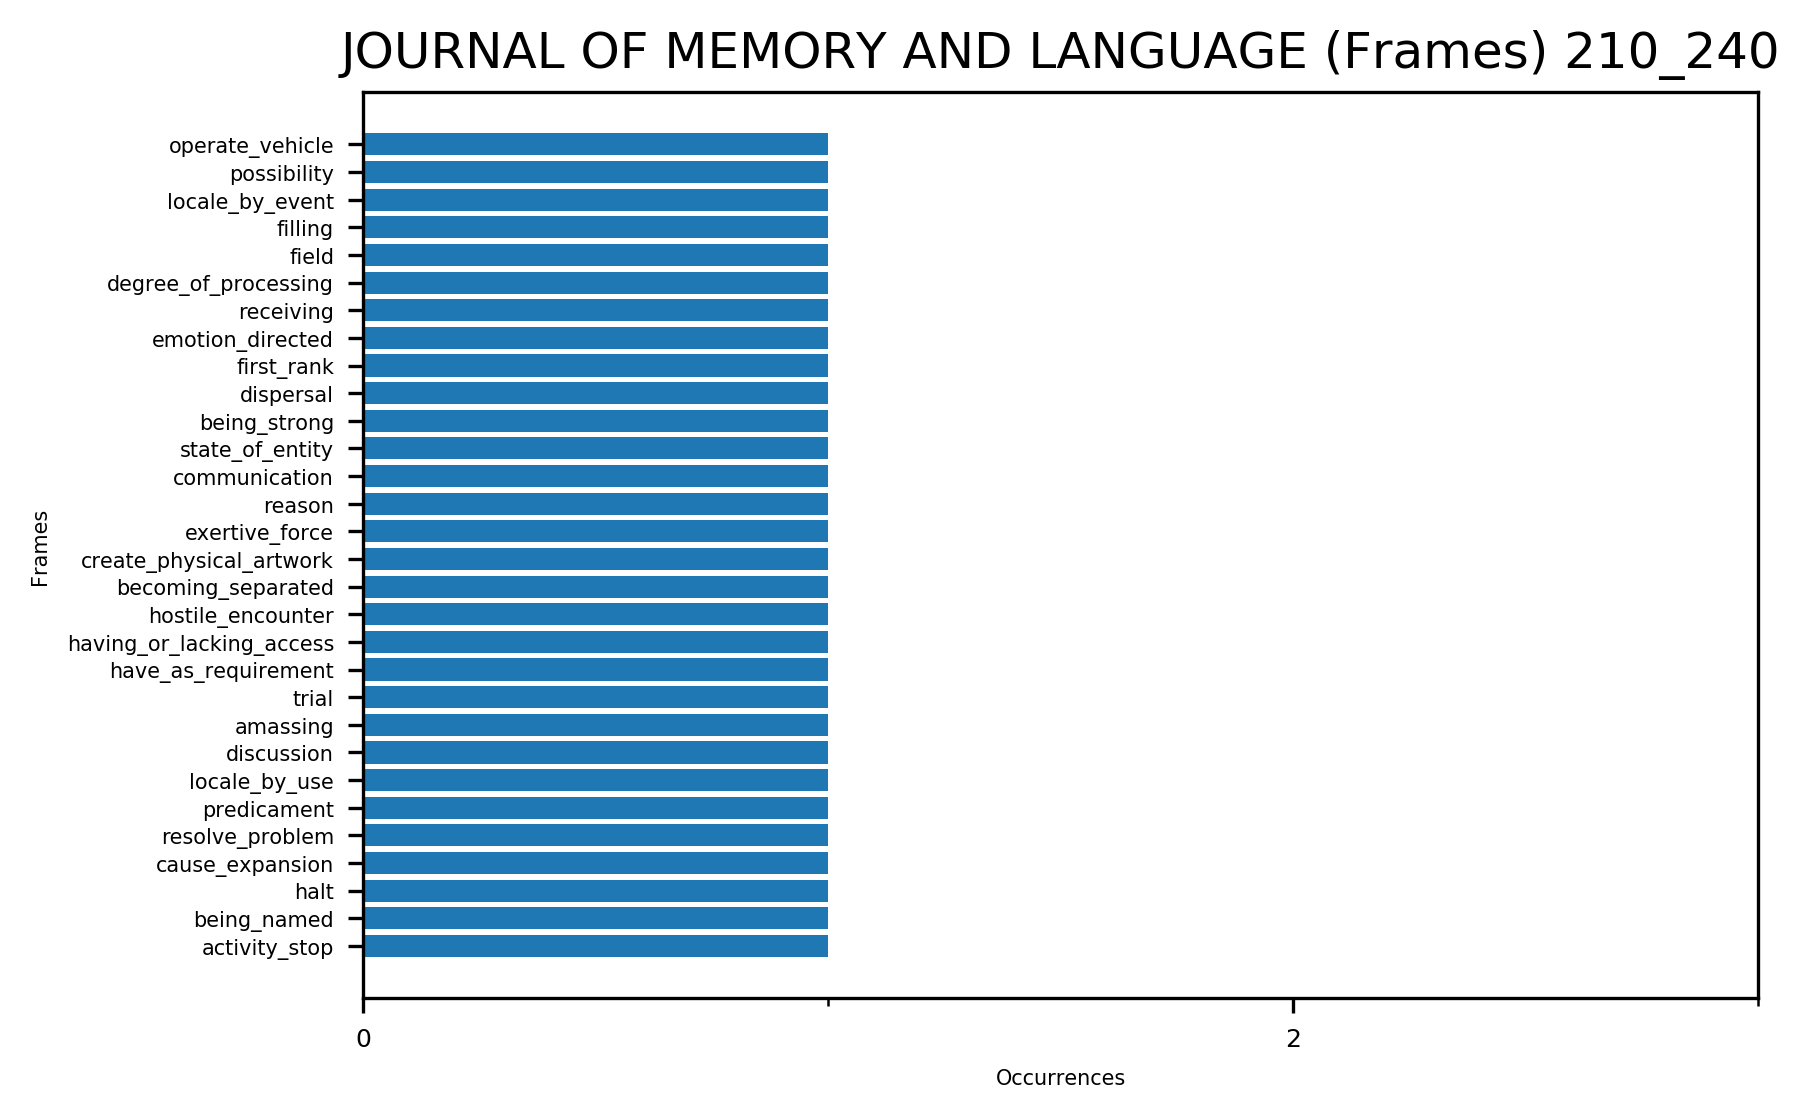 JOURNAL OF MEMORY AND LANGUAGE (Frames) 210_240
operate_vehicle
possibility
locale_by_event
filling
field
degree_of_processing
receiving
emotion_directed
first_rank
dispersal
being_strong
state_of_entity
communication
reason
exertive_force
create_physical_artwork
becoming_separated
hostile_encounter
having_or_lacking_access
have_as_requirement
trial
amassing
discussion
locale_by_use
predicament
resolve_problem
cause_expansion
halt
being_named
activity_stop
Frames
0 2
Occurrences